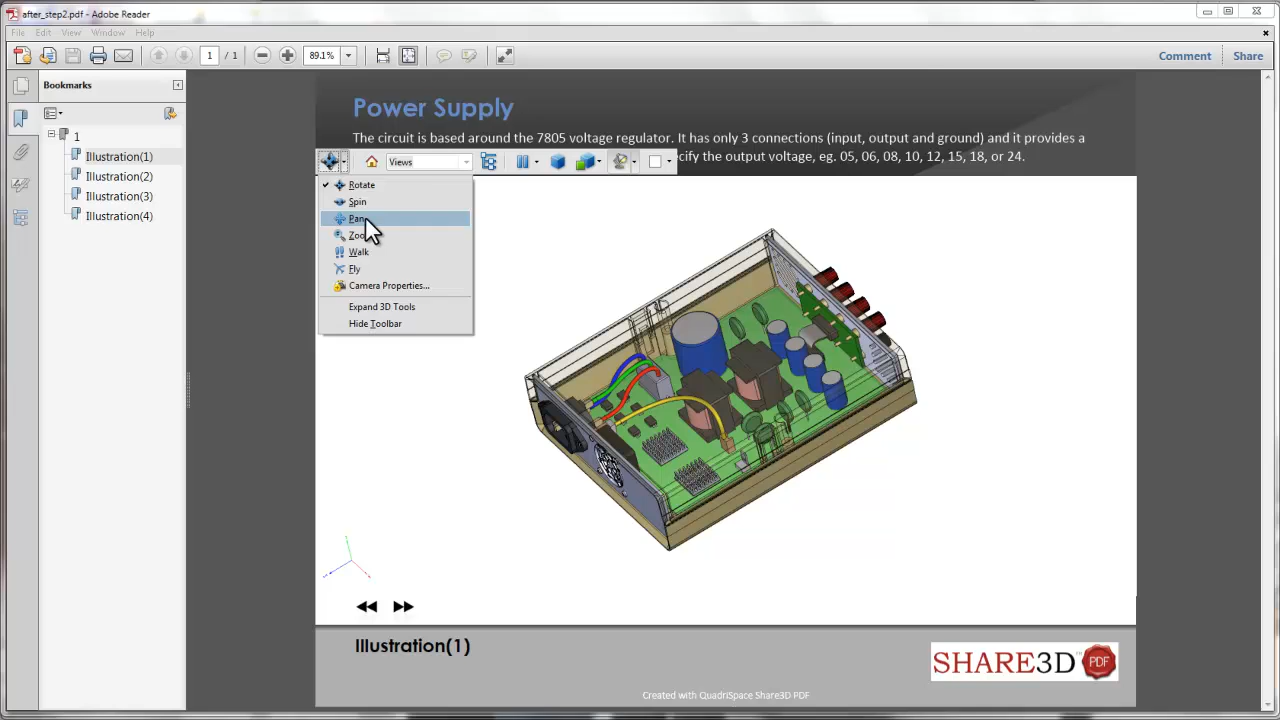 after_step2.pdf - Adobe Reader
File Edit View Window Help
1 / 1 89.1% Comment Share
Bookmarks
1
Illustration(1)
Illustration(2)
Illustration(3)
Illustration(4)
Power Supply
The circuit is based around the 7805 voltage regulator. It has only 3 connections (input, output and ground) and it provides a
cify the output voltage, eg. 05, 06, 08, 10, 12, 15, 18, or 24.
Views
Rotate
Spin
Pan
Walk
Fly
Camera Properties...
Expand 3D Tools
Hide Toolbar
Illustration(1)
SHARE3D PDF
Created with QuadriSpace Share3D PDF